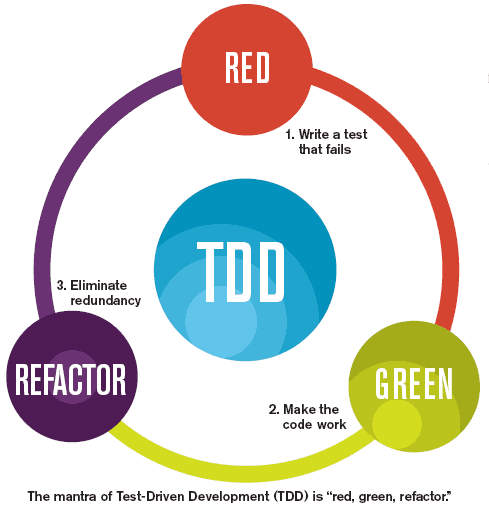 RED
1. Write a test
that fails
TDD
3. Eliminate
redundancy
REFACTOR
GREEN
2. Make the
code work
The mantra of Test-Driven Development (TDD) is “red, green, refactor.”